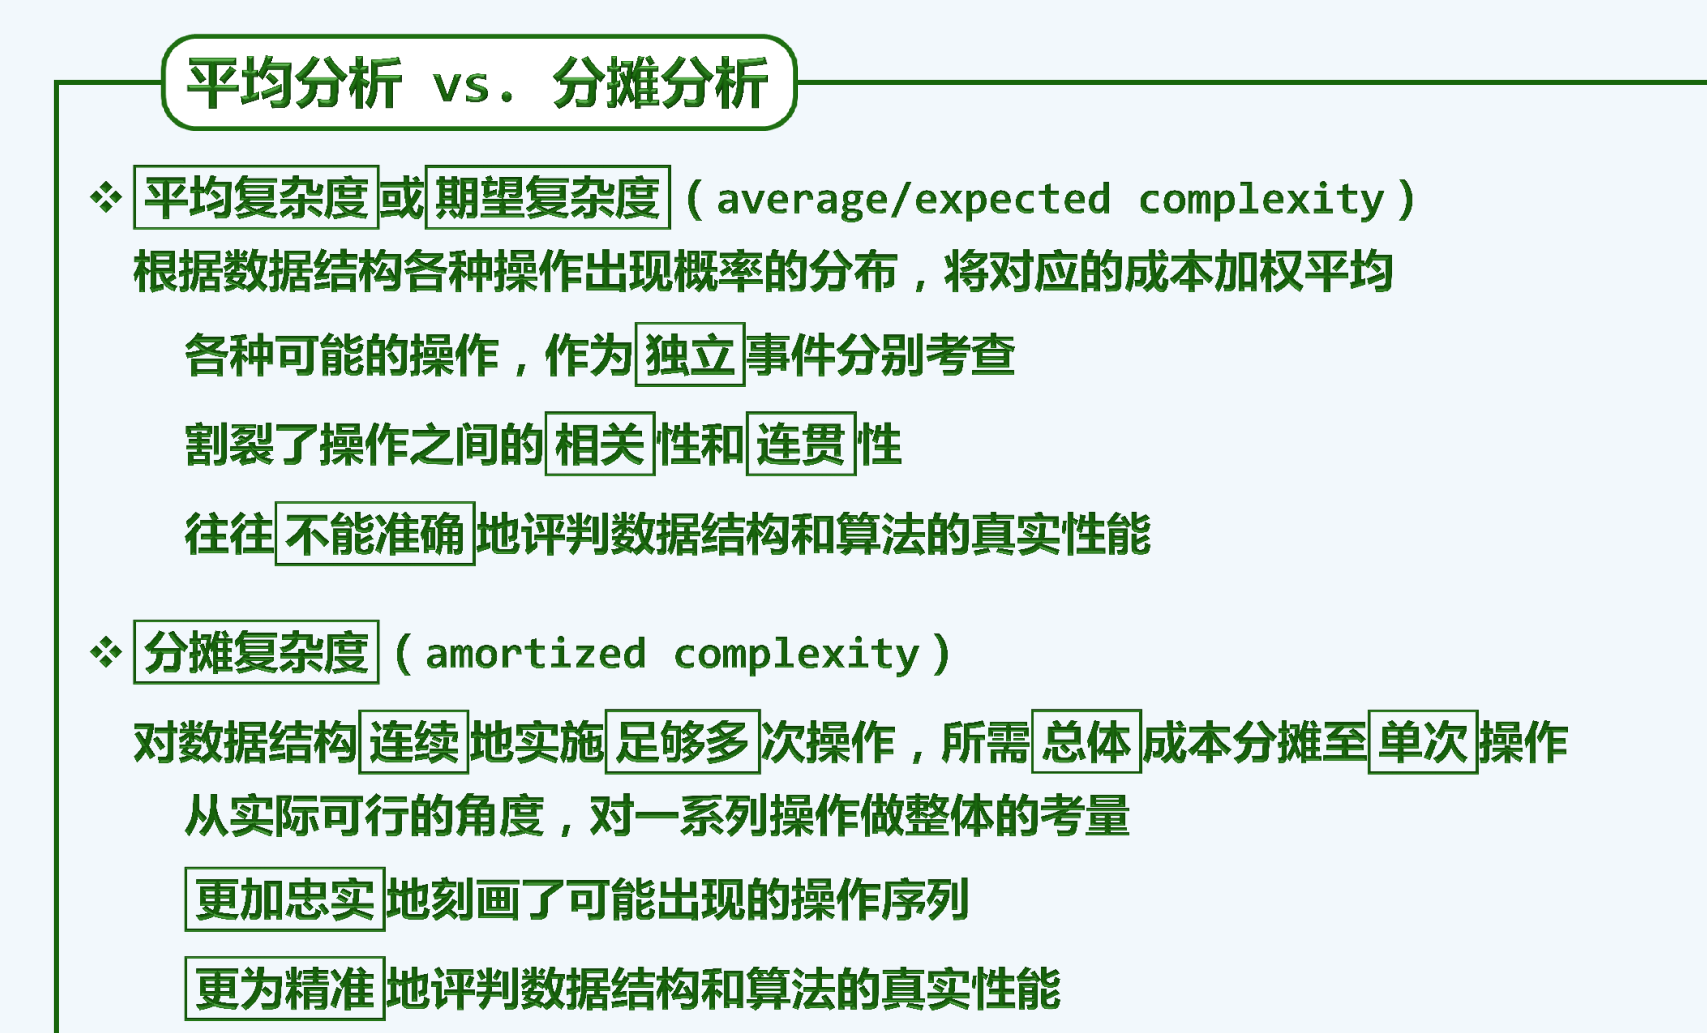 平均分析 vs. 分摊分析
❖ 平均复杂度或期望复杂度（average/expected complexity）
根据数据结构各种操作出现概率的分布，将对应的成本加权平均
各种可能的操作，作为独立事件分别考查
割裂了操作之间的相关性和连贯性
往往不能准确地评判数据结构和算法的真实性能
❖ 分摊复杂度（amortized complexity）
对数据结构连续地实施足够多次操作，所需总体成本分摊至单次操作
从实际可行的角度，对一系列操作做整体的考量
更加忠实地刻画了可能出现的操作序列
更为精准地评判数据结构和算法的真实性能